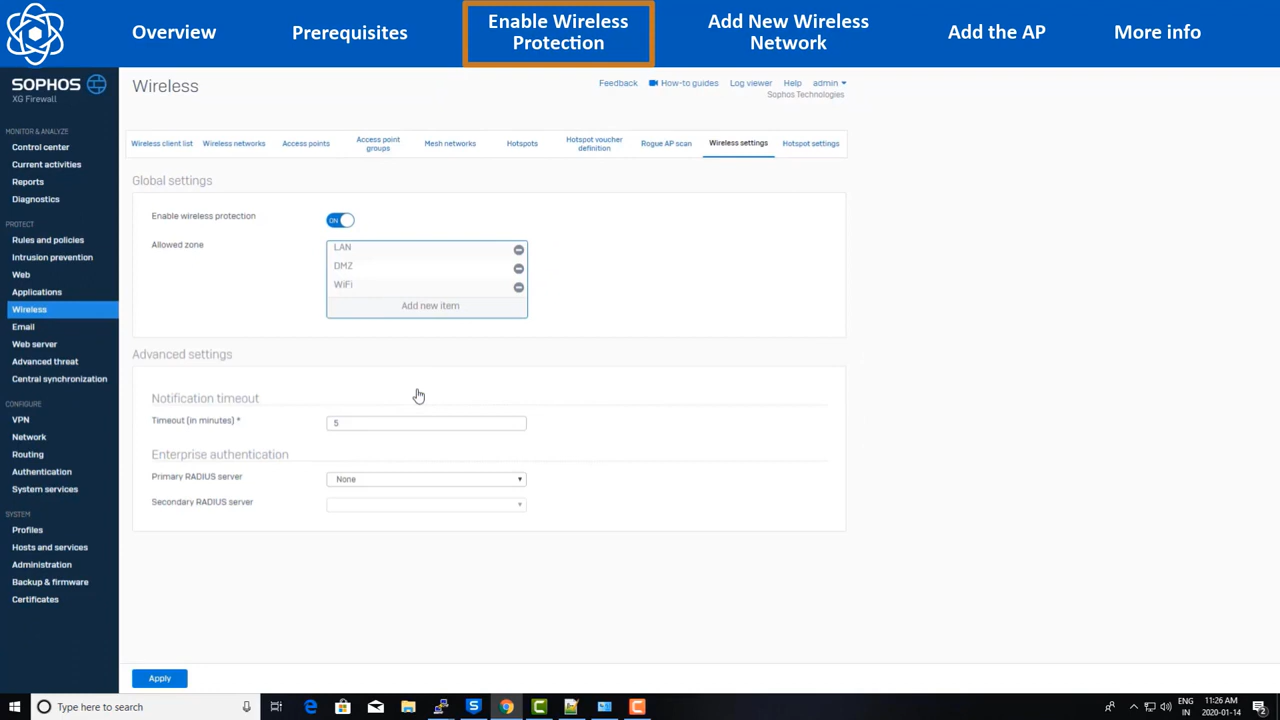 Overview
Prerequisites
Enable Wireless
Protection
Add New Wireless
Network
Add the AP
More info
SOPHOS
XG Firewall
Wireless
Feedback
How-to guides
Log viewer
Help
admin
Sophos Technologies
MONITOR & ANALYZE
Control center
Current activities
Reports
Diagnostics
PROTECT
Rules and policies
Intrusion prevention
Web
Applications
Wireless
Email
Web server
Advanced threat
Central synchronization
CONFIGURE
VPN
Network
Routing
Authentication
System services
SYSTEM
Profiles
Hosts and services
Administration
Backup & firmware
Certificates
Wireless client list
Wireless networks
Access points
Access point
groups
Mesh networks
Hotspots
Hotspot voucher
definition
Rogue AP scan
Wireless settings
Hotspot settings
Global settings
Enable wireless protection
ON
Allowed zone
LAN
DMZ
WiFi
Add new item
Advanced settings
Notification timeout
Timeout (in minutes) *
5
Enterprise authentication
Primary RADIUS server
None
Secondary RADIUS server
Apply
Type here to search
ENG
IN
11:26 AM
2020-01-14
2